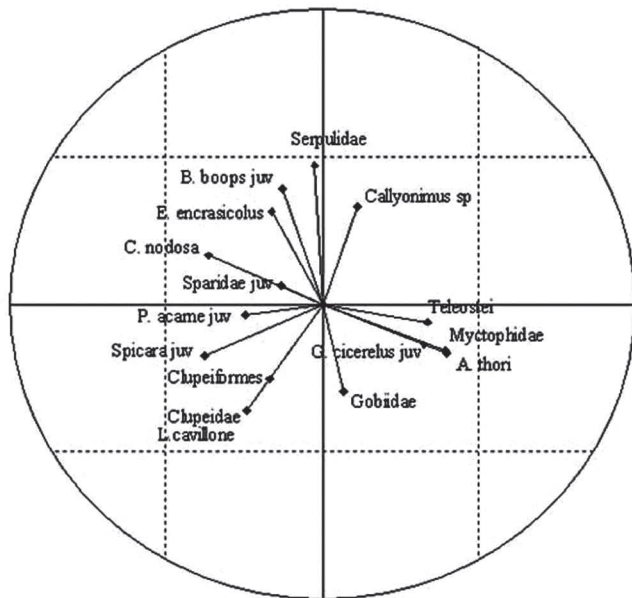 Serpulidae
B. boops juv
Callyonimus sp
E. encrasicolus
C. nodosa
Sparidae juv
Teleostei
P. acarne juv
Myctophidae
Spicara juv
G. cicerelus juv
A. thori
Clupeiformes
Gobiidae
Clupeidae
L.cavillone